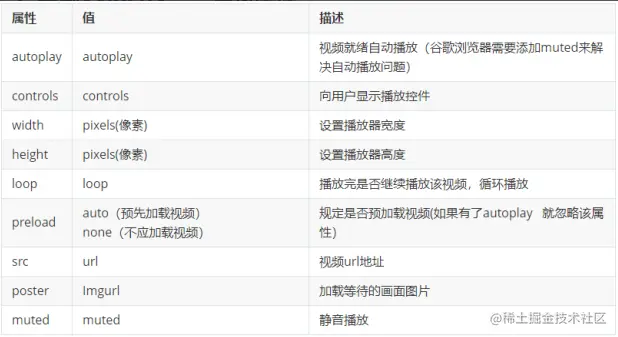 属性 值 描述
autoplay autoplay 视频就绪自动播放（谷歌浏览器需要添加muted来解
决自动播放问题）
controls controls 向用户显示播放控件
width pixels(像素) 设置播放器宽度
height pixels(像素) 设置播放器高度
loop loop 播放完是否继续播放该视频，循环播放
preload auto（预先加载视频）
none（不应加载视频） 规定是否预加载视频(如果有了autoplay 就忽略该属
性)
src url 视频url地址
poster Imgurl 加载等待的画面图片
muted muted 静音播放
@稀土掘金技术社区